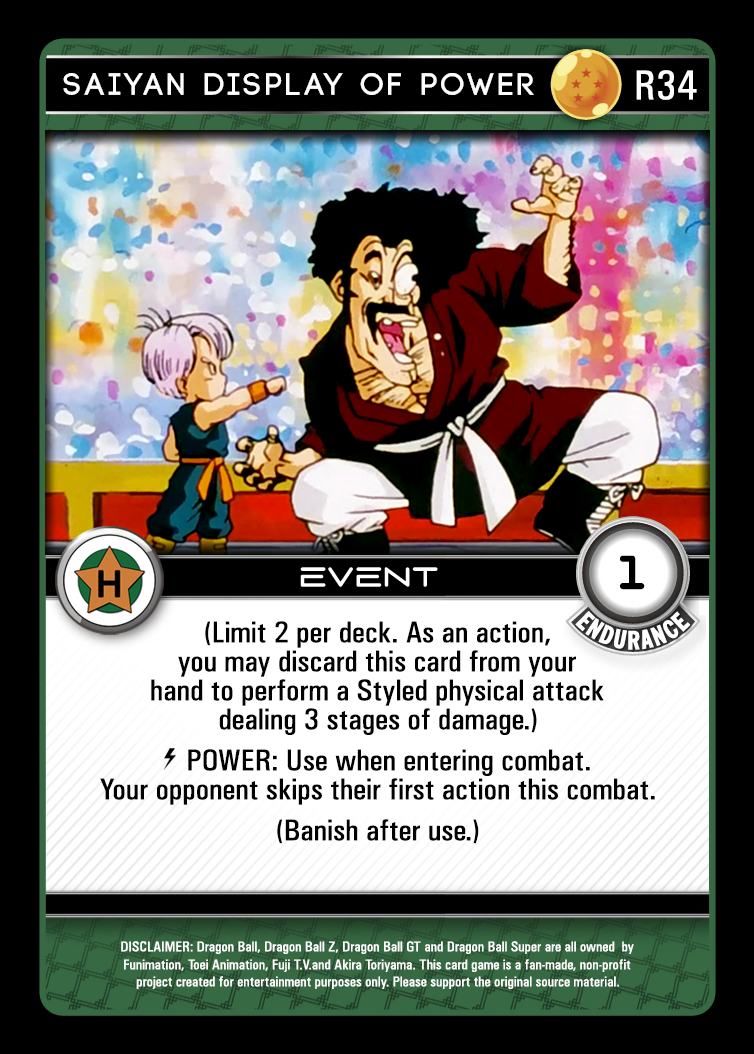 SAIYAN DISPLAY OF POWER R34
H EVENT 1
ENDURANCE
(Limit 2 per deck. As an action,
you may discard this card from your
hand to perform a Styled physical attack
dealing 3 stages of damage.)
POWER: Use when entering combat.
Your opponent skips their first action this combat.
(Banish after use.)
DISCLAIMER: Dragon Ball, Dragon Ball Z, Dragon Ball GT and Dragon Ball Super are all owned by
Funimation, Toei Animation, Fuji T.V.and Akira Toriyama. This card game is a fan-made, non-profit
project created for entertainment purposes only. Please support the original source material.